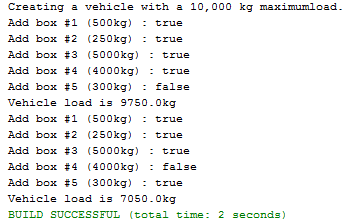 Creating a vehicle with a 10,000 kg maximumload.
Add box #1 (500kg) : true
Add box #2 (250kg) : true
Add box #3 (5000kg) : true
Add box #4 (4000kg) : true
Add box #5 (300kg) : false
Vehicle load is 9750.0kg
Add box #1 (500kg) : true
Add box #2 (250kg) : true
Add box #3 (5000kg) : true
Add box #4 (4000kg) : false
Add box #5 (300kg) : true
Vehicle load is 7050.0kg
BUILD SUCCESSFUL (total time: 2 seconds)